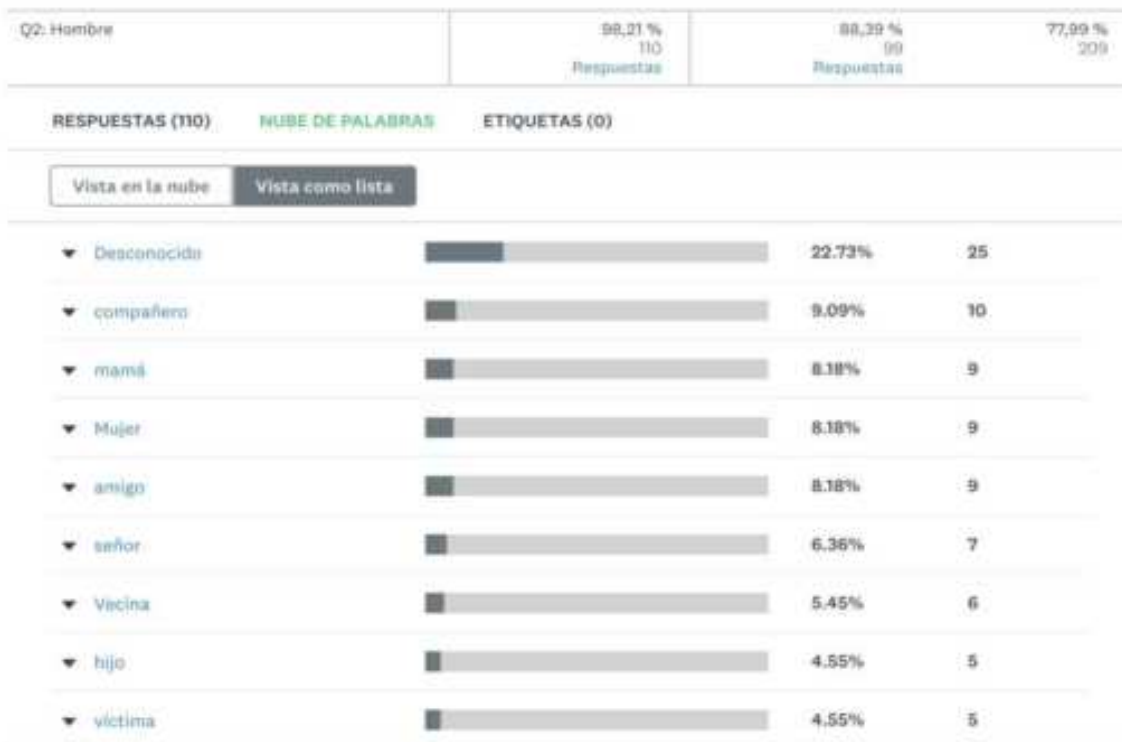 Q2: Hombre 98,21 % 88,39 % 77,99 %
110 99 209
Respuestas Respuestas
RESPUESTAS (110) NUBE DE PALABRAS ETIQUETAS (0)
Vista en la nube Vista como lista
Desconocido 22.73% 25
compañero 9.09% 10
mamá 8.18% 9
Mujer 8.18% 9
amigo 8.18% 9
señor 6.36% 7
Vecina 5.45% 6
hijo 4.55% 5
víctima 4.55% 5